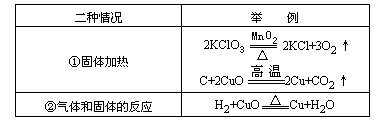 二种情况 举 例
①固体加热
2KClO₃ MnO₂ ══ △ 2KCl+3O₂↑
C+2CuO 高温 ══ 2Cu+CO₂↑
②气体和固体的反应 H₂+CuO △ ══ Cu+H₂O